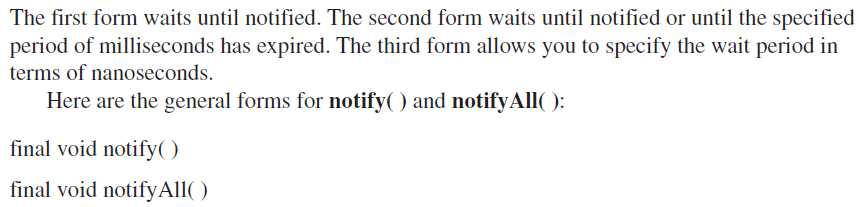 The first form waits until notified. The second form waits until notified or until the specified
period of milliseconds has expired. The third form allows you to specify the wait period in
terms of nanoseconds.
Here are the general forms for notify( ) and notifyAll( ):
final void notify( )
final void notifyAll( )